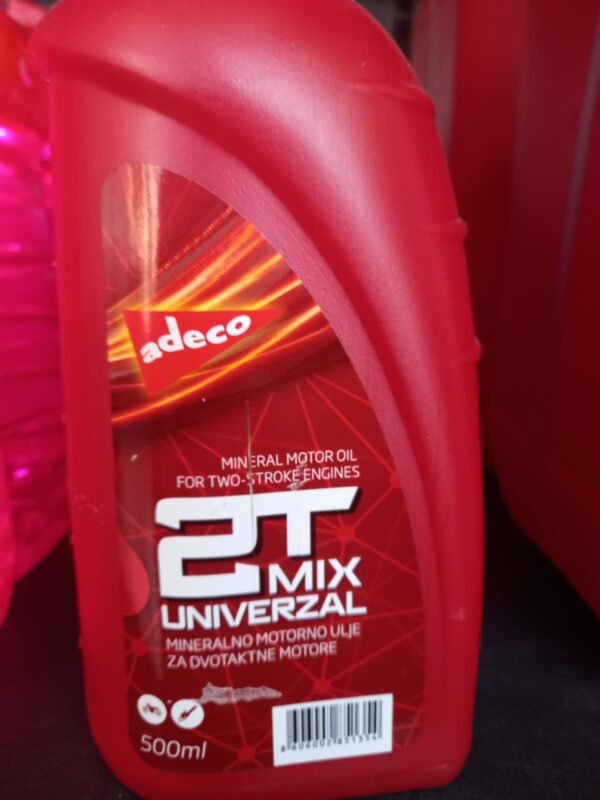 adeco
MINERAL MOTOR OIL
FOR TWO-STROKE ENGINES
2T
MIX
UNIVERZAL
MINERALNO MOTORNO ULJE
ZA DVOTAKTNE MOTORE
500ml